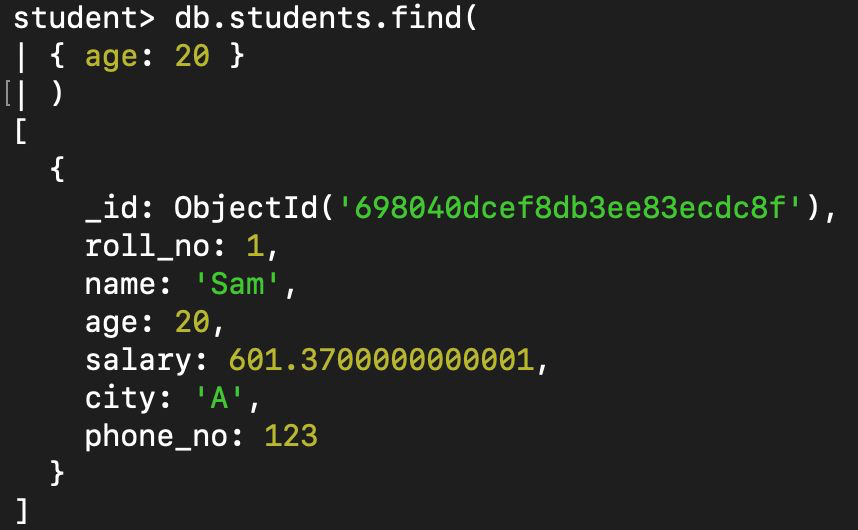 student> db.students.find(
| { age: 20 }
[| )
[
  {
    _id: ObjectId('698040dcef8db3ee83ecdc8f'),
    roll_no: 1,
    name: 'Sam',
    age: 20,
    salary: 601.3700000000001,
    city: 'A',
    phone_no: 123
  }
]